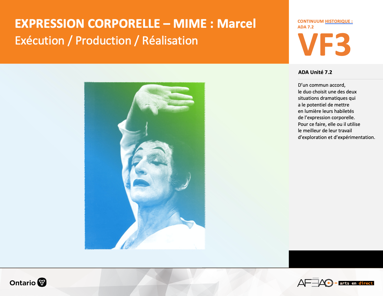 EXPRESSION CORPORELLE – MIME : Marcel
Exécution / Production / Réalisation
CONTINUUM HISTORIQUE :
ADA 7.2
VF3
ADA Unité 7.2
D'un commun accord,
le duo choisit une des deux
situations dramatiques qui
a le potentiel de mettre
en lumière leurs habiletés
de l'expression corporelle.
Pour ce faire, elle ou il utilise
le meilleur de leur travail
d'exploration et d'expérimentation.
Ontario
AFEAO
arts en direct